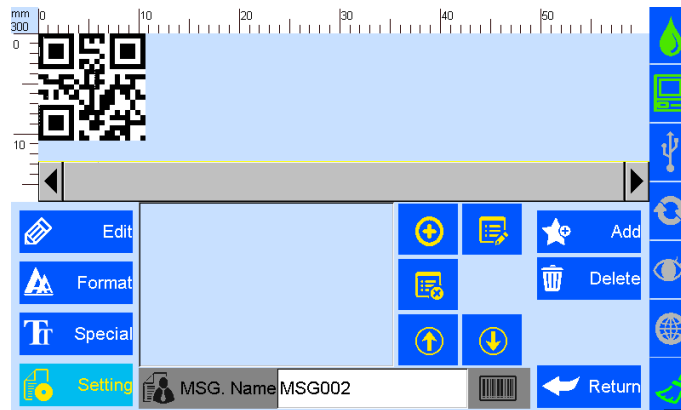 mm 0 10 20 30 40 50
300
0
10
Edit Add
Format Delete
Special
Setting MSG. Name MSG002 Return